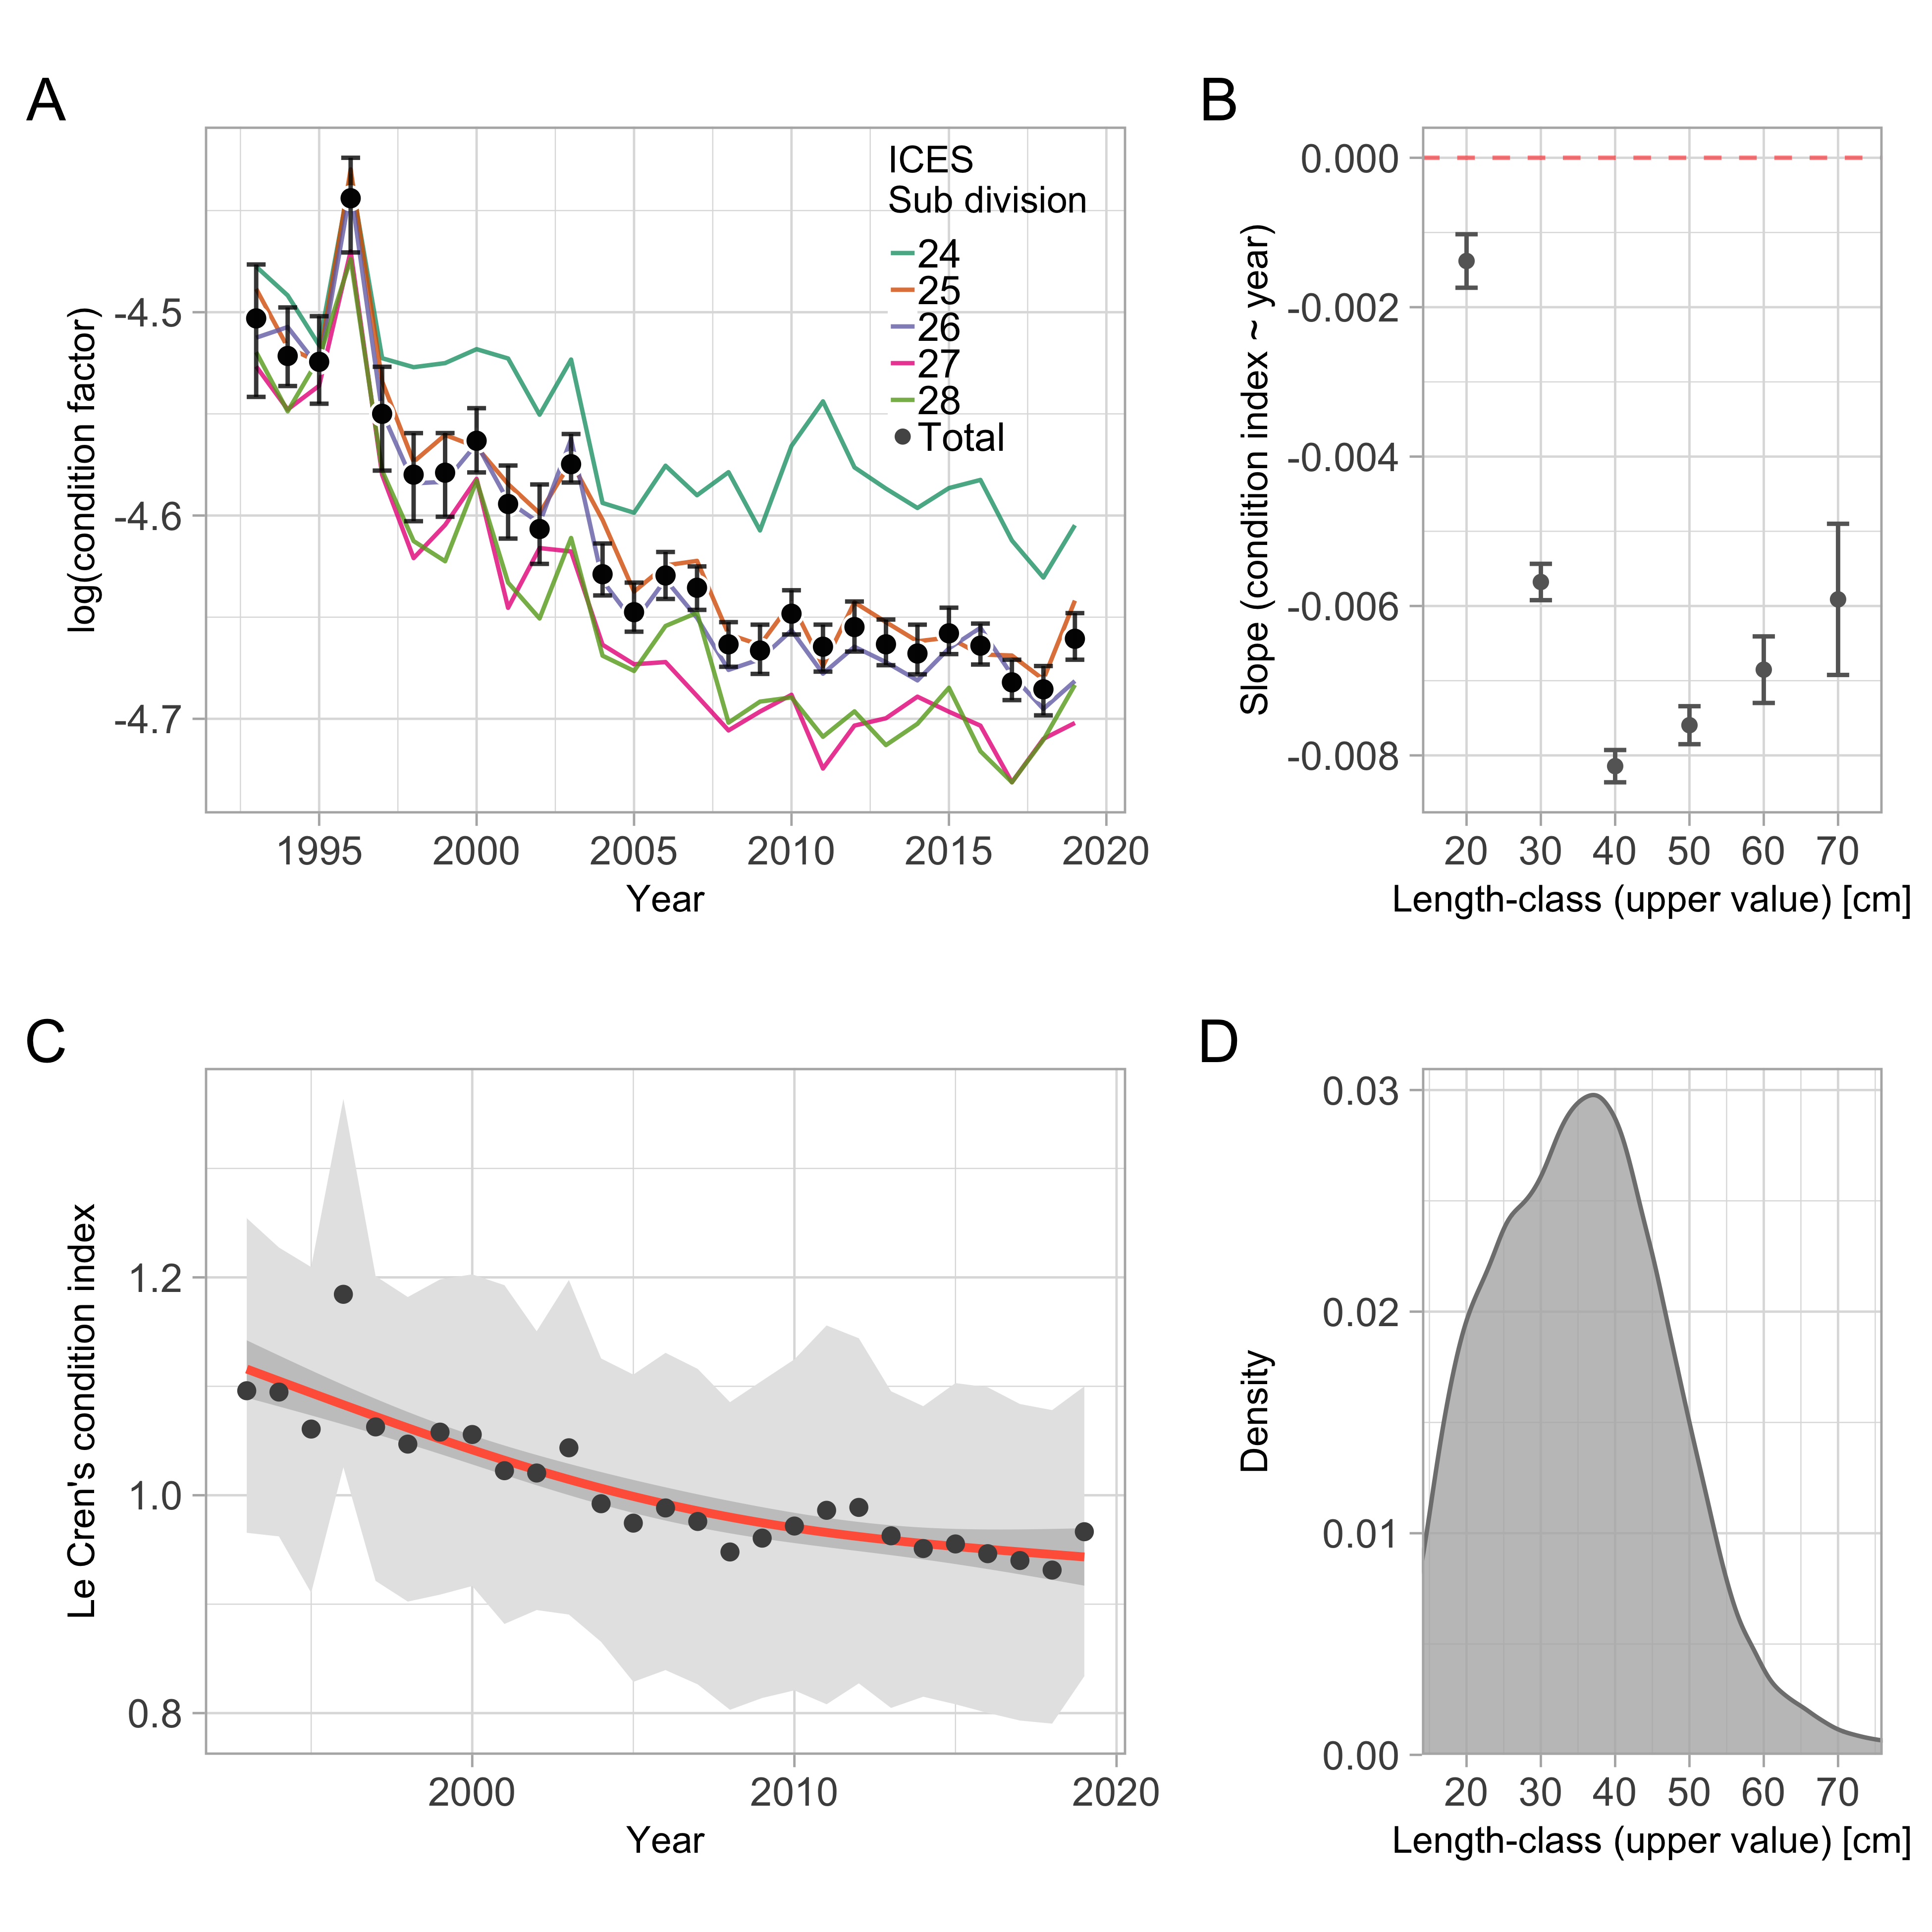 A
log(condition factor)
-4.5
-4.6
-4.7
1995 2000 2005 2010 2015 2020
Year
ICES
Sub division
24
25
26
27
28
Total
B
Slope (condition index ~ year)
0.000
-0.002
-0.004
-0.006
-0.008
20 30 40 50 60 70
Length-class (upper value) [cm]
C
Le Cren's condition index
1.2
1.0
0.8
2000 2010 2020
Year
D
Density
0.03
0.02
0.01
0.00
20 30 40 50 60 70
Length-class (upper value) [cm]